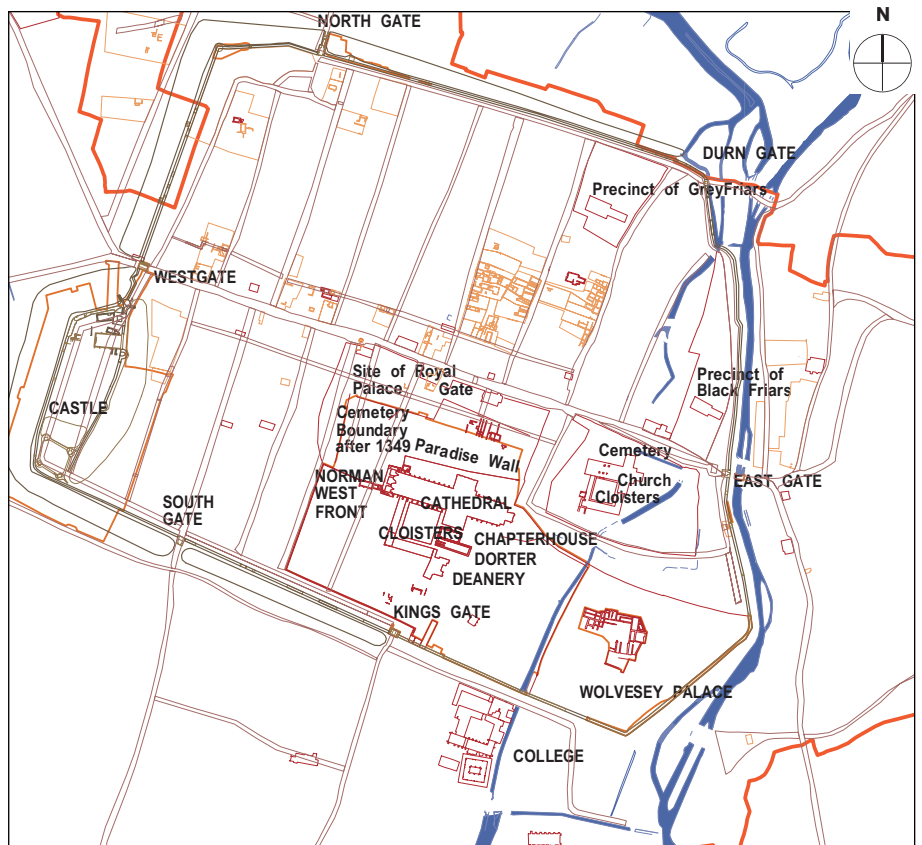 N
NORTH GATE
DURN GATE
Precinct of GreyFriars
WESTGATE
Site of Royal
Palace Gate
Precinct of
Black Friars
CASTLE
Cemetery
Boundary
after 1349
Paradise Wall
Cemetery
Church
Cloisters
EAST GATE
NORMAN
WEST
FRONT
SOUTH
GATE
CATHEDRAL
CLOISTERS
CHAPTERHOUSE
DORTER
DEANERY
KINGS GATE
WOLVESEY PALACE
COLLEGE